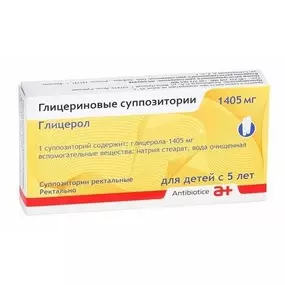 Глицериновые суппозитории 1405 мг
Глицерол
1 суппозиторий содержит: глицерола-1405 мг
вспомогательные вещества: натрия стеарат, вода очищенная
Суппозитории ректальные
Ректально
для детей с 5 лет
Antibiotice a+